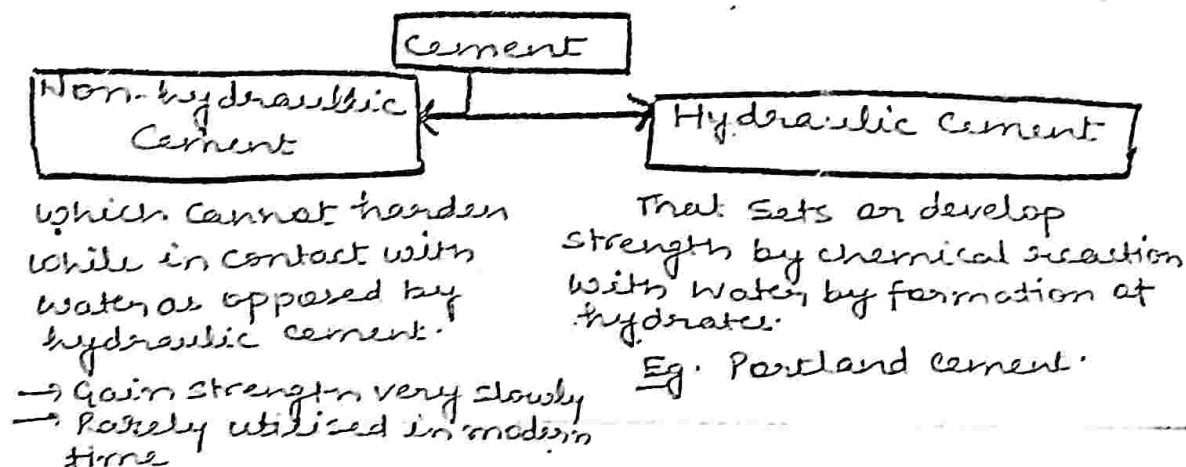 Cement
Non-hydraulic
Cement
Hydraulic Cement
which cannot harden
while in contact with
water as opposed by
hydraulic cement.
→ Gain strength very slowly
→ Rarely utilised in modern
time
That sets or develop
strength by chemical reaction
with water, by formation of
hydrates.
Eg. Portland cement.